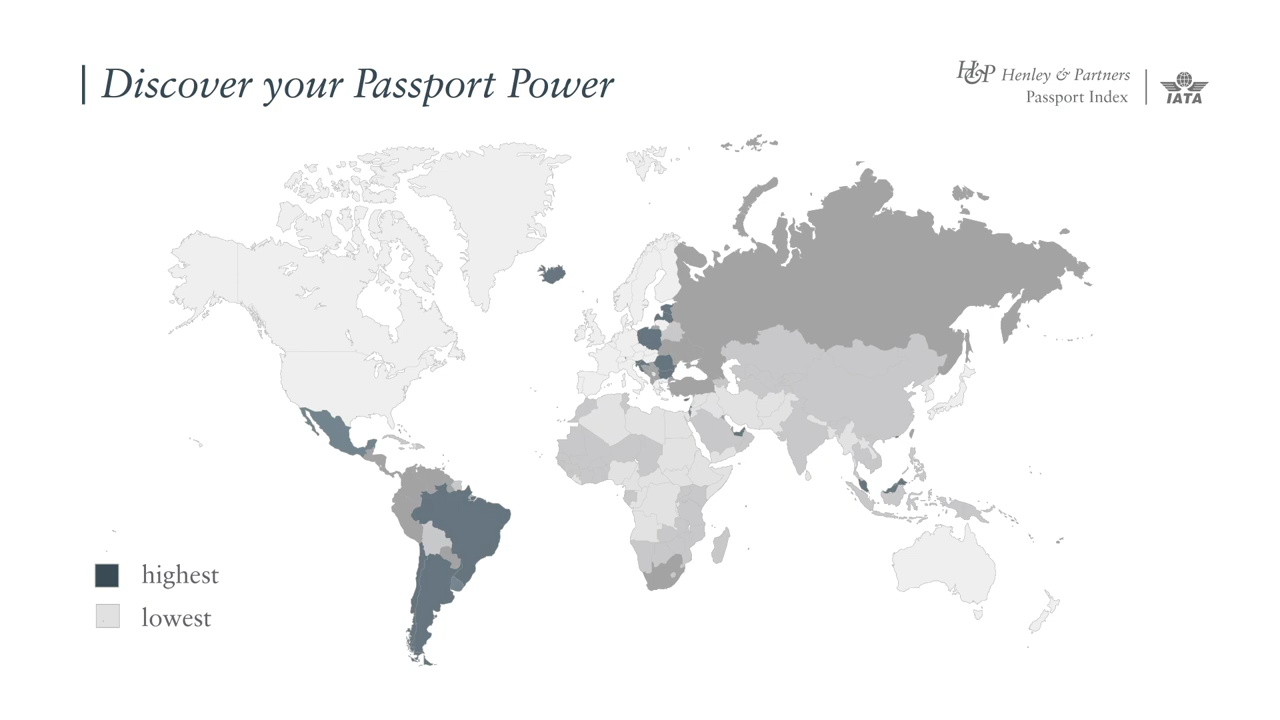 Discover your Passport Power
H&P Henley & Partners
Passport Index
IATA
highest
lowest